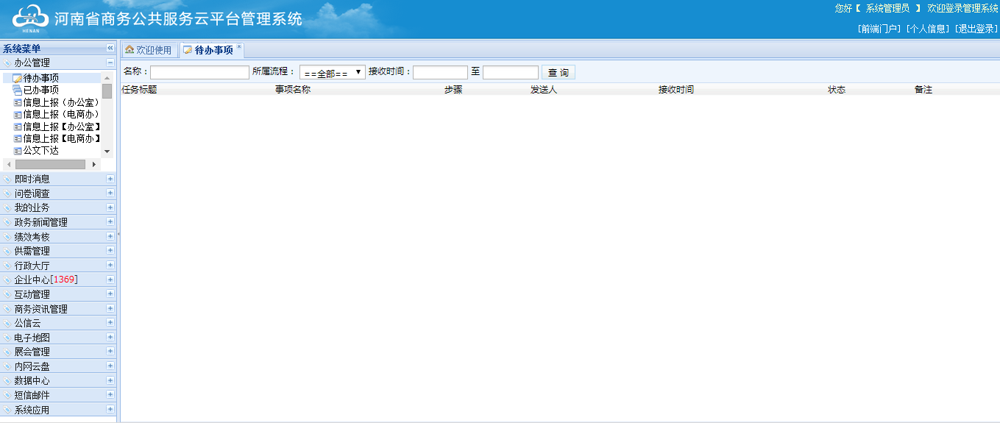 河南省商务公共服务云平台管理系统
HENAN
您好【 系统管理员 】 欢迎登录管理系统
[前端门户] [个人信息] [退出登录]
系统菜单
办公管理
待办事项
已办事项
信息上报（办公室）
信息上报（电商办）
信息上报【办公室】
信息上报【电商办】
公文下达
即时消息
问卷调查
我的业务
政务新闻管理
绩效考核
供需管理
行政大厅
企业中心[1369]
互动管理
商务资讯管理
公信云
电子地图
展会管理
内网云盘
数据中心
短信邮件
系统应用
欢迎使用 待办事项
名称： 所属流程： ==全部== 接收时间： 至 查 询
任务标题 事项名称 步骤 发送人 接收时间 状态 备注